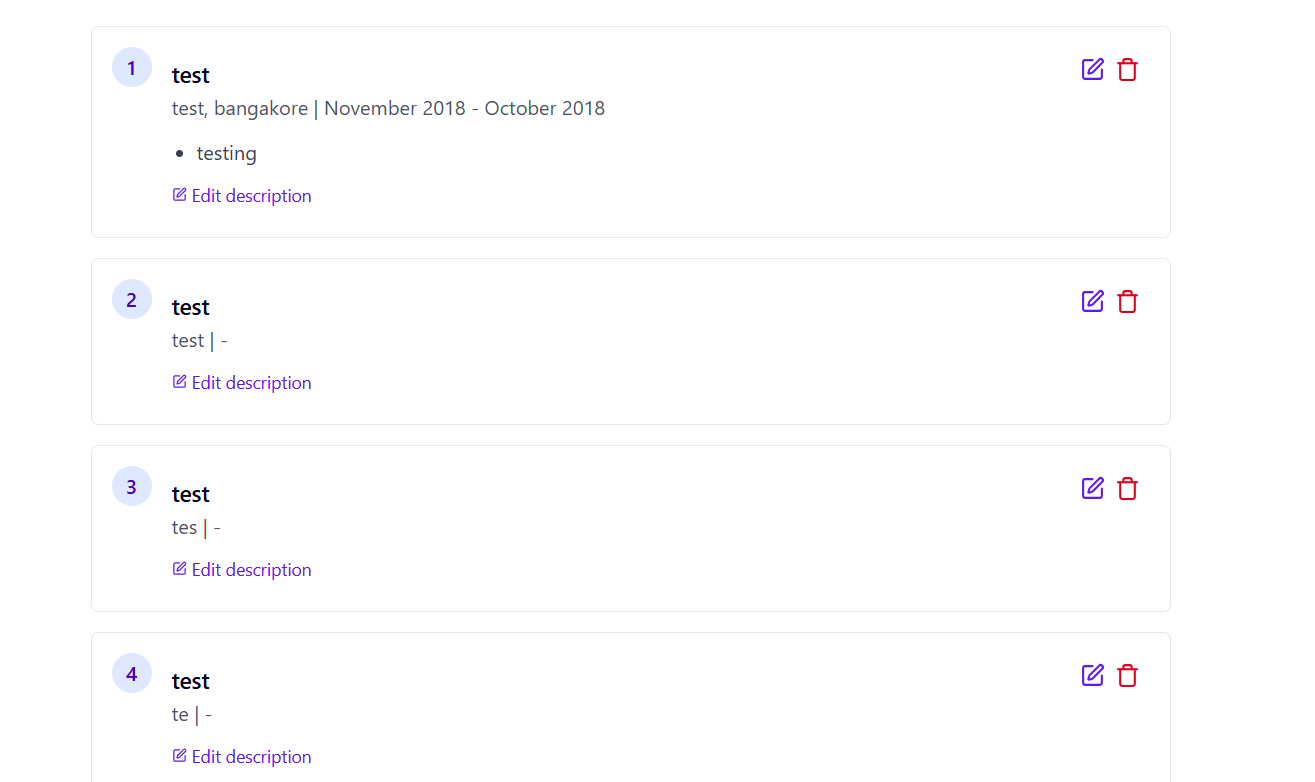 1
test
test, bangakore | November 2018 - October 2018
• testing
Edit description
2
test
test | -
Edit description
3
test
tes | -
Edit description
4
test
te | -
Edit description